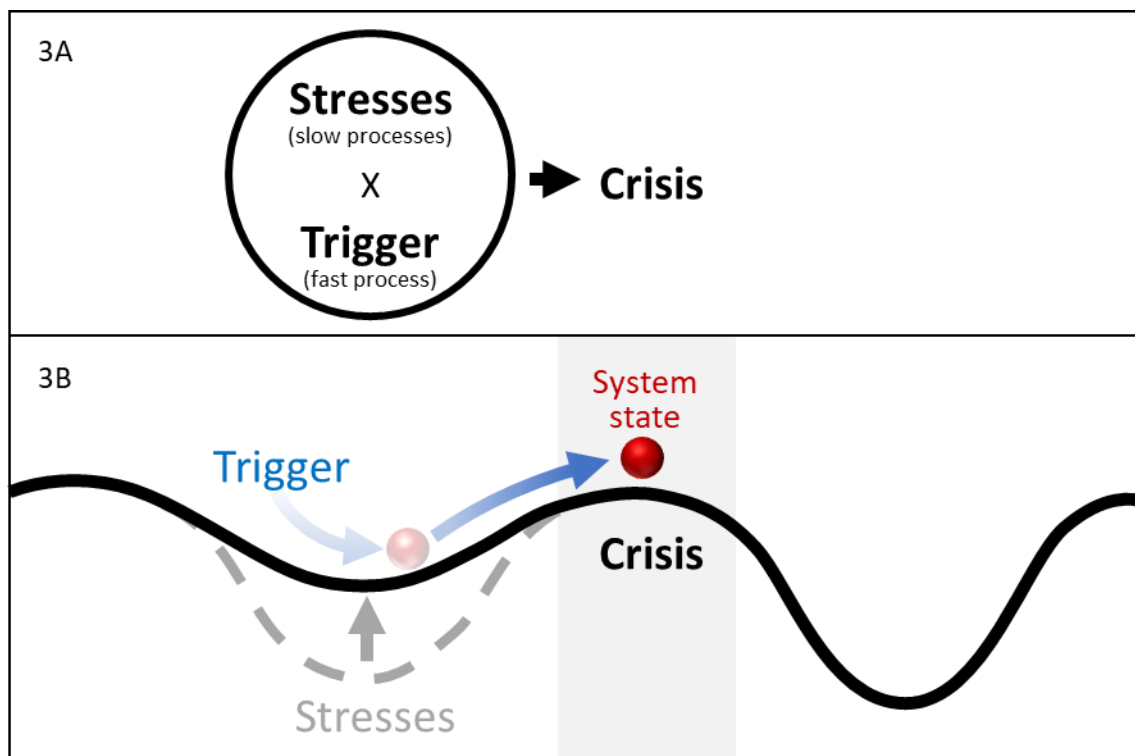 3A
Stresses
(slow processes)
X
Trigger
(fast process)
Crisis
3B
System
state
Trigger
Crisis
Stresses